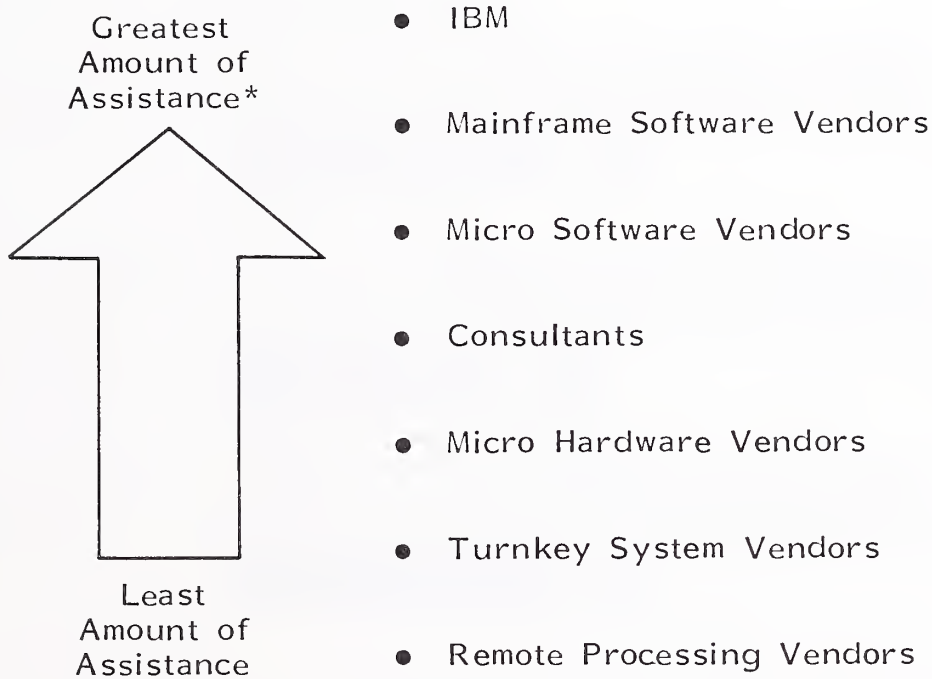 Greatest
Amount of
Assistance*
Least
Amount of
Assistance
● IBM
● Mainframe Software Vendors
● Micro Software Vendors
● Consultants
● Micro Hardware Vendors
● Turnkey System Vendors
● Remote Processing Vendors